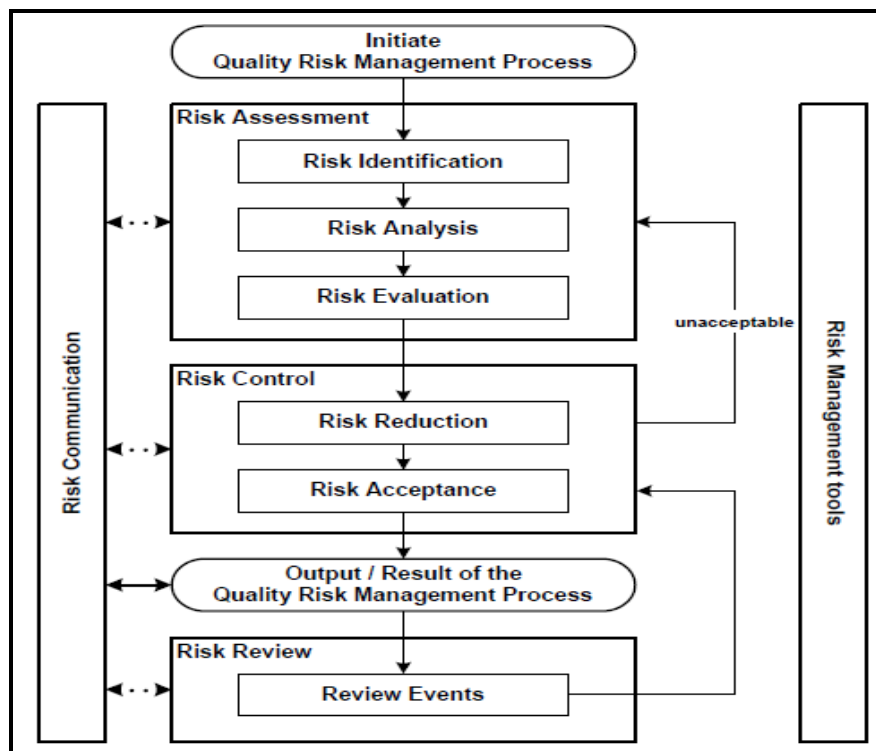 Initiate
Quality Risk Management Process
Risk Assessment
Risk Identification
Risk Analysis
Risk Evaluation
unacceptable
Risk Communication
Risk Management tools
Risk Control
Risk Reduction
Risk Acceptance
Output / Result of the
Quality Risk Management Process
Risk Review
Review Events